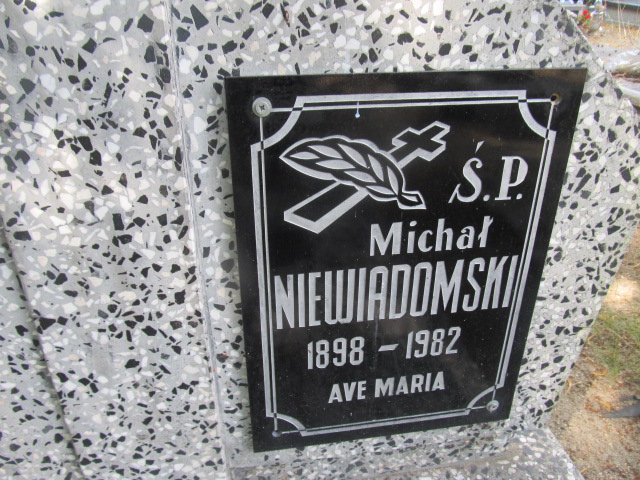 Ś.P.
Michał
NIEWIADOMSKI
1898 - 1982
AVE MARIA